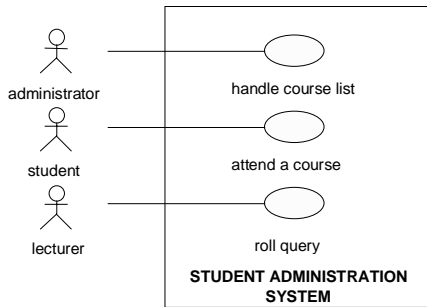 administrator
handle course list
student
attend a course
lecturer
roll query
STUDENT ADMINISTRATION
SYSTEM